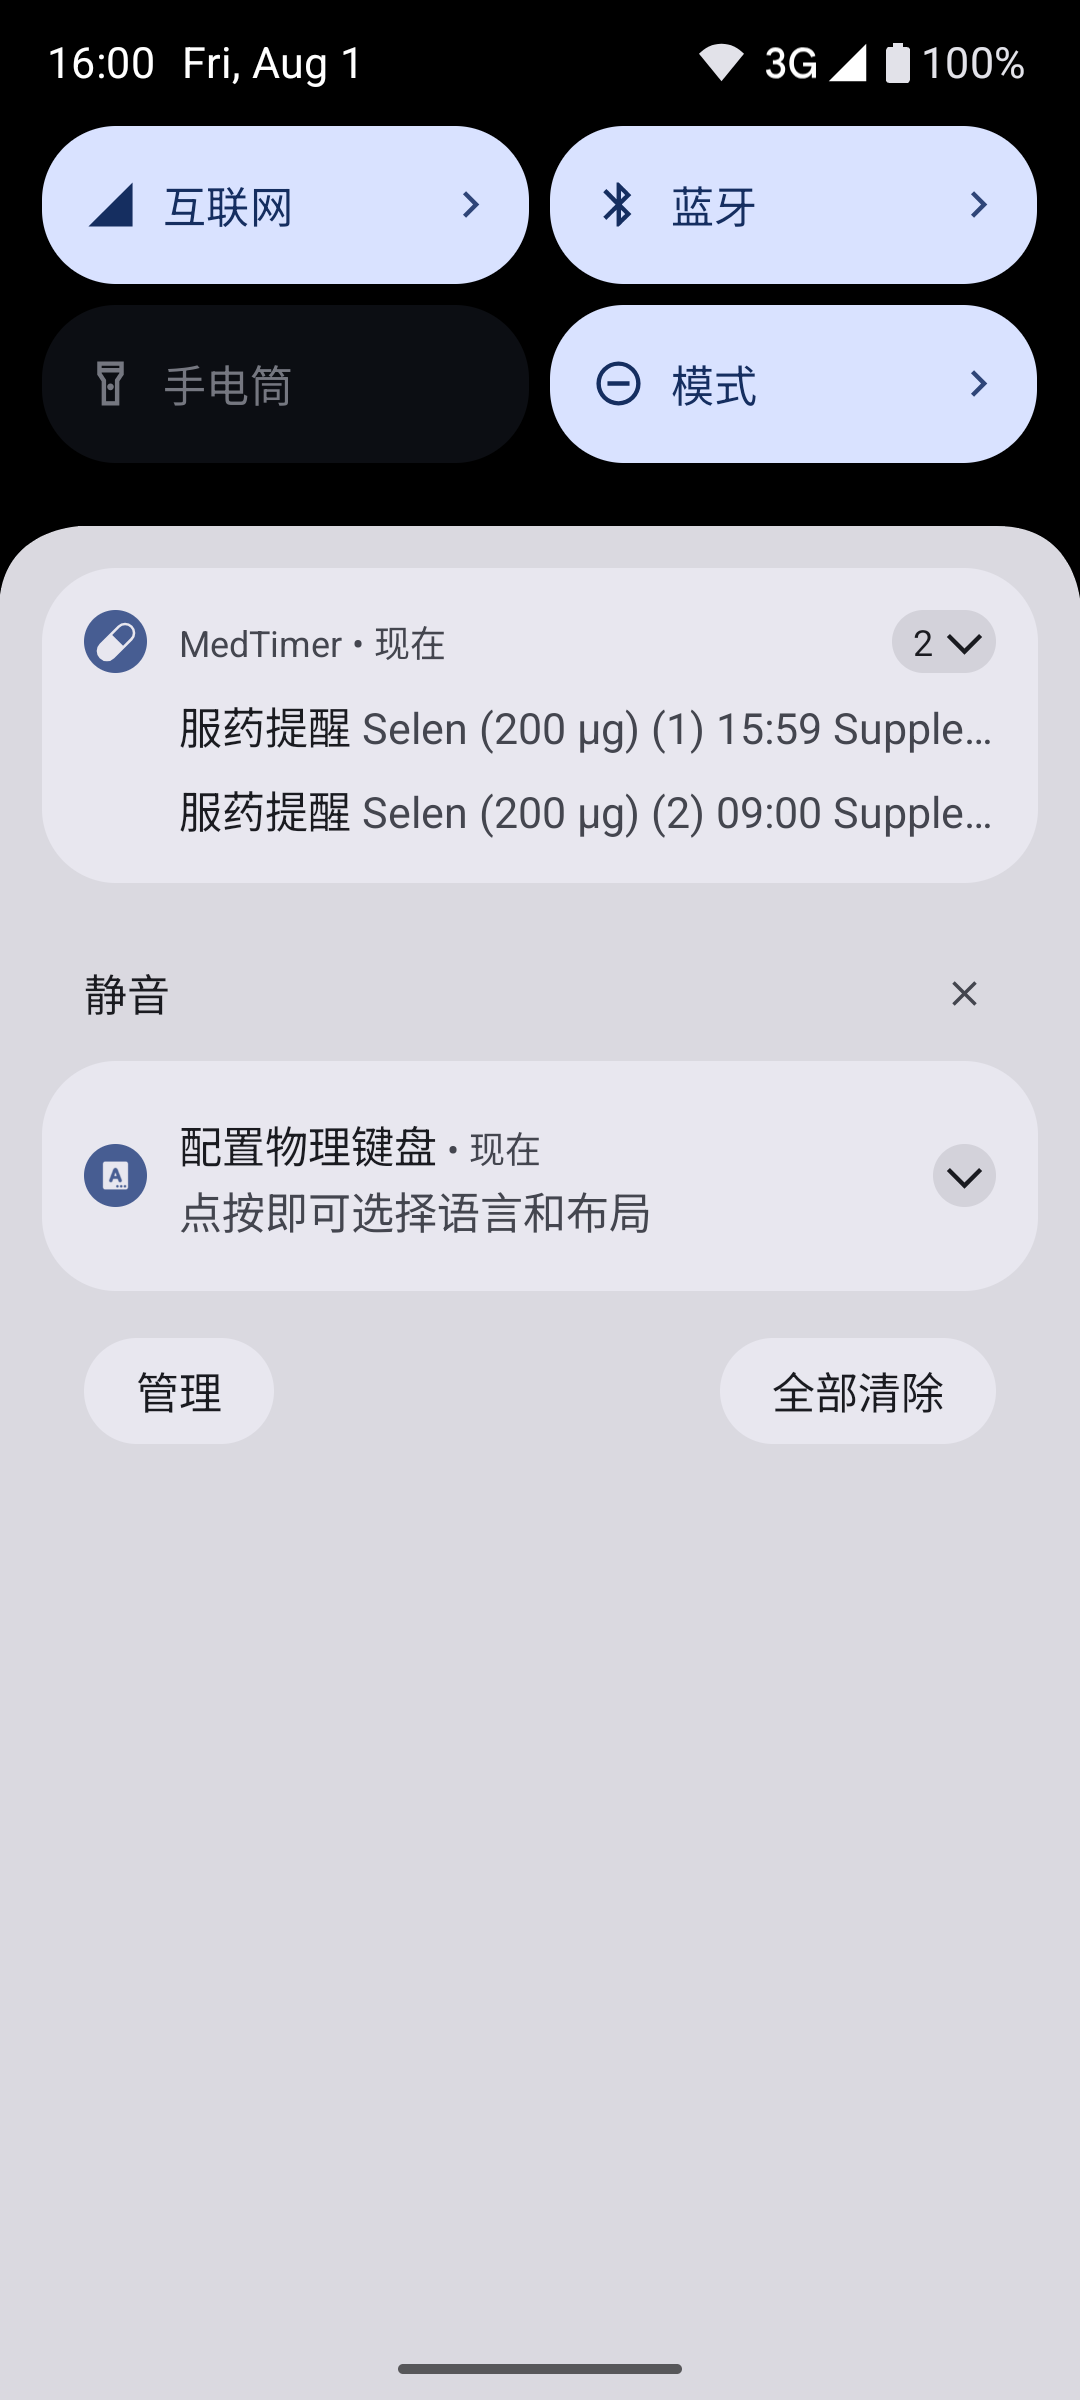 16:00 Fri, Aug 1
3G 100%
互联网
蓝牙
手电筒
模式
MedTimer • 现在
2
服药提醒 Selen (200 µg) (1) 15:59 Supple…
服药提醒 Selen (200 µg) (2) 09:00 Supple…
静音
配置物理键盘 • 现在
点按即可选择语言和布局
管理
全部清除